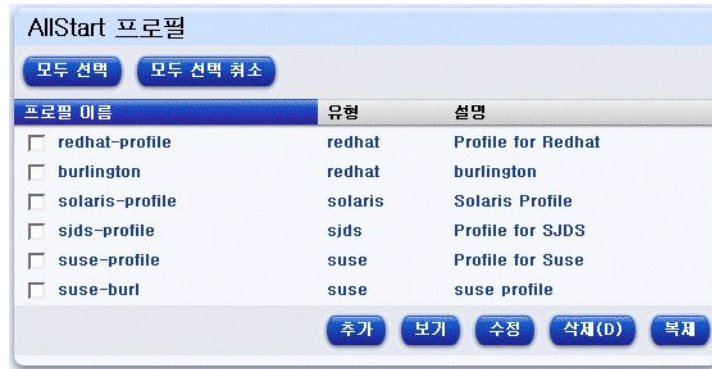 AllStart 프로필
모두 선택 모두 선택 취소
프로필 이름 유형 설명
redhat-profile redhat Profile for Redhat
burlington redhat burlington
solaris-profile solaris Solaris Profile
sjds-profile sjds Profile for SJDS
suse-profile suse Profile for Suse
suse-burl suse suse profile
추가 보기 수정 삭제(D) 복제